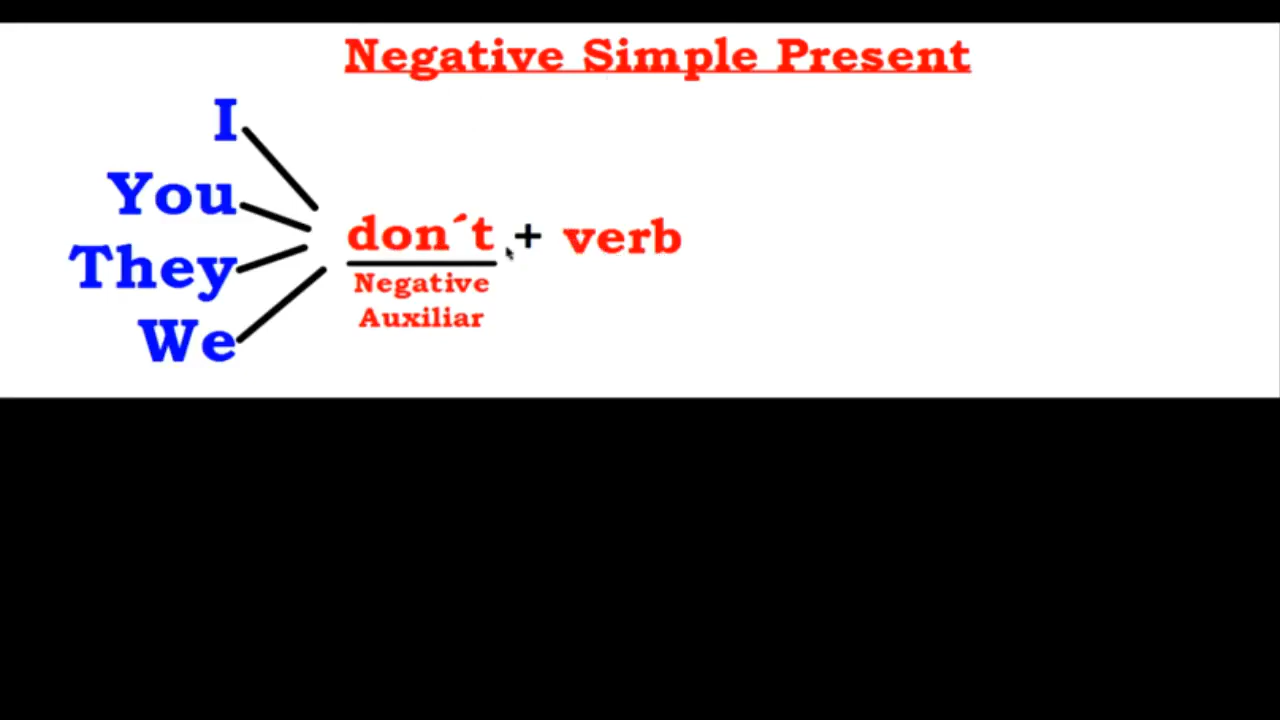 Negative Simple Present
I
You
They
We
don´t + verb
Negative
Auxiliar